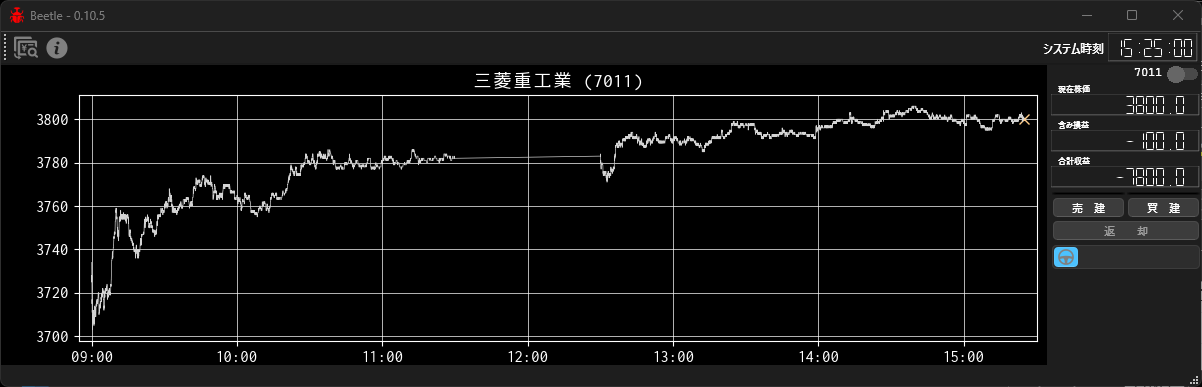 Beetle - 0.10.5
システム時刻 15:25:00
三菱重工業 (7011)
3800
3780
3760
3740
3720
3700
09:00 10:00 11:00 12:00 13:00 14:00 15:00
7011
現在株価
3800.0
含み損益
-100.0
合計収益
-7800.0
売 建 買 建
返 却